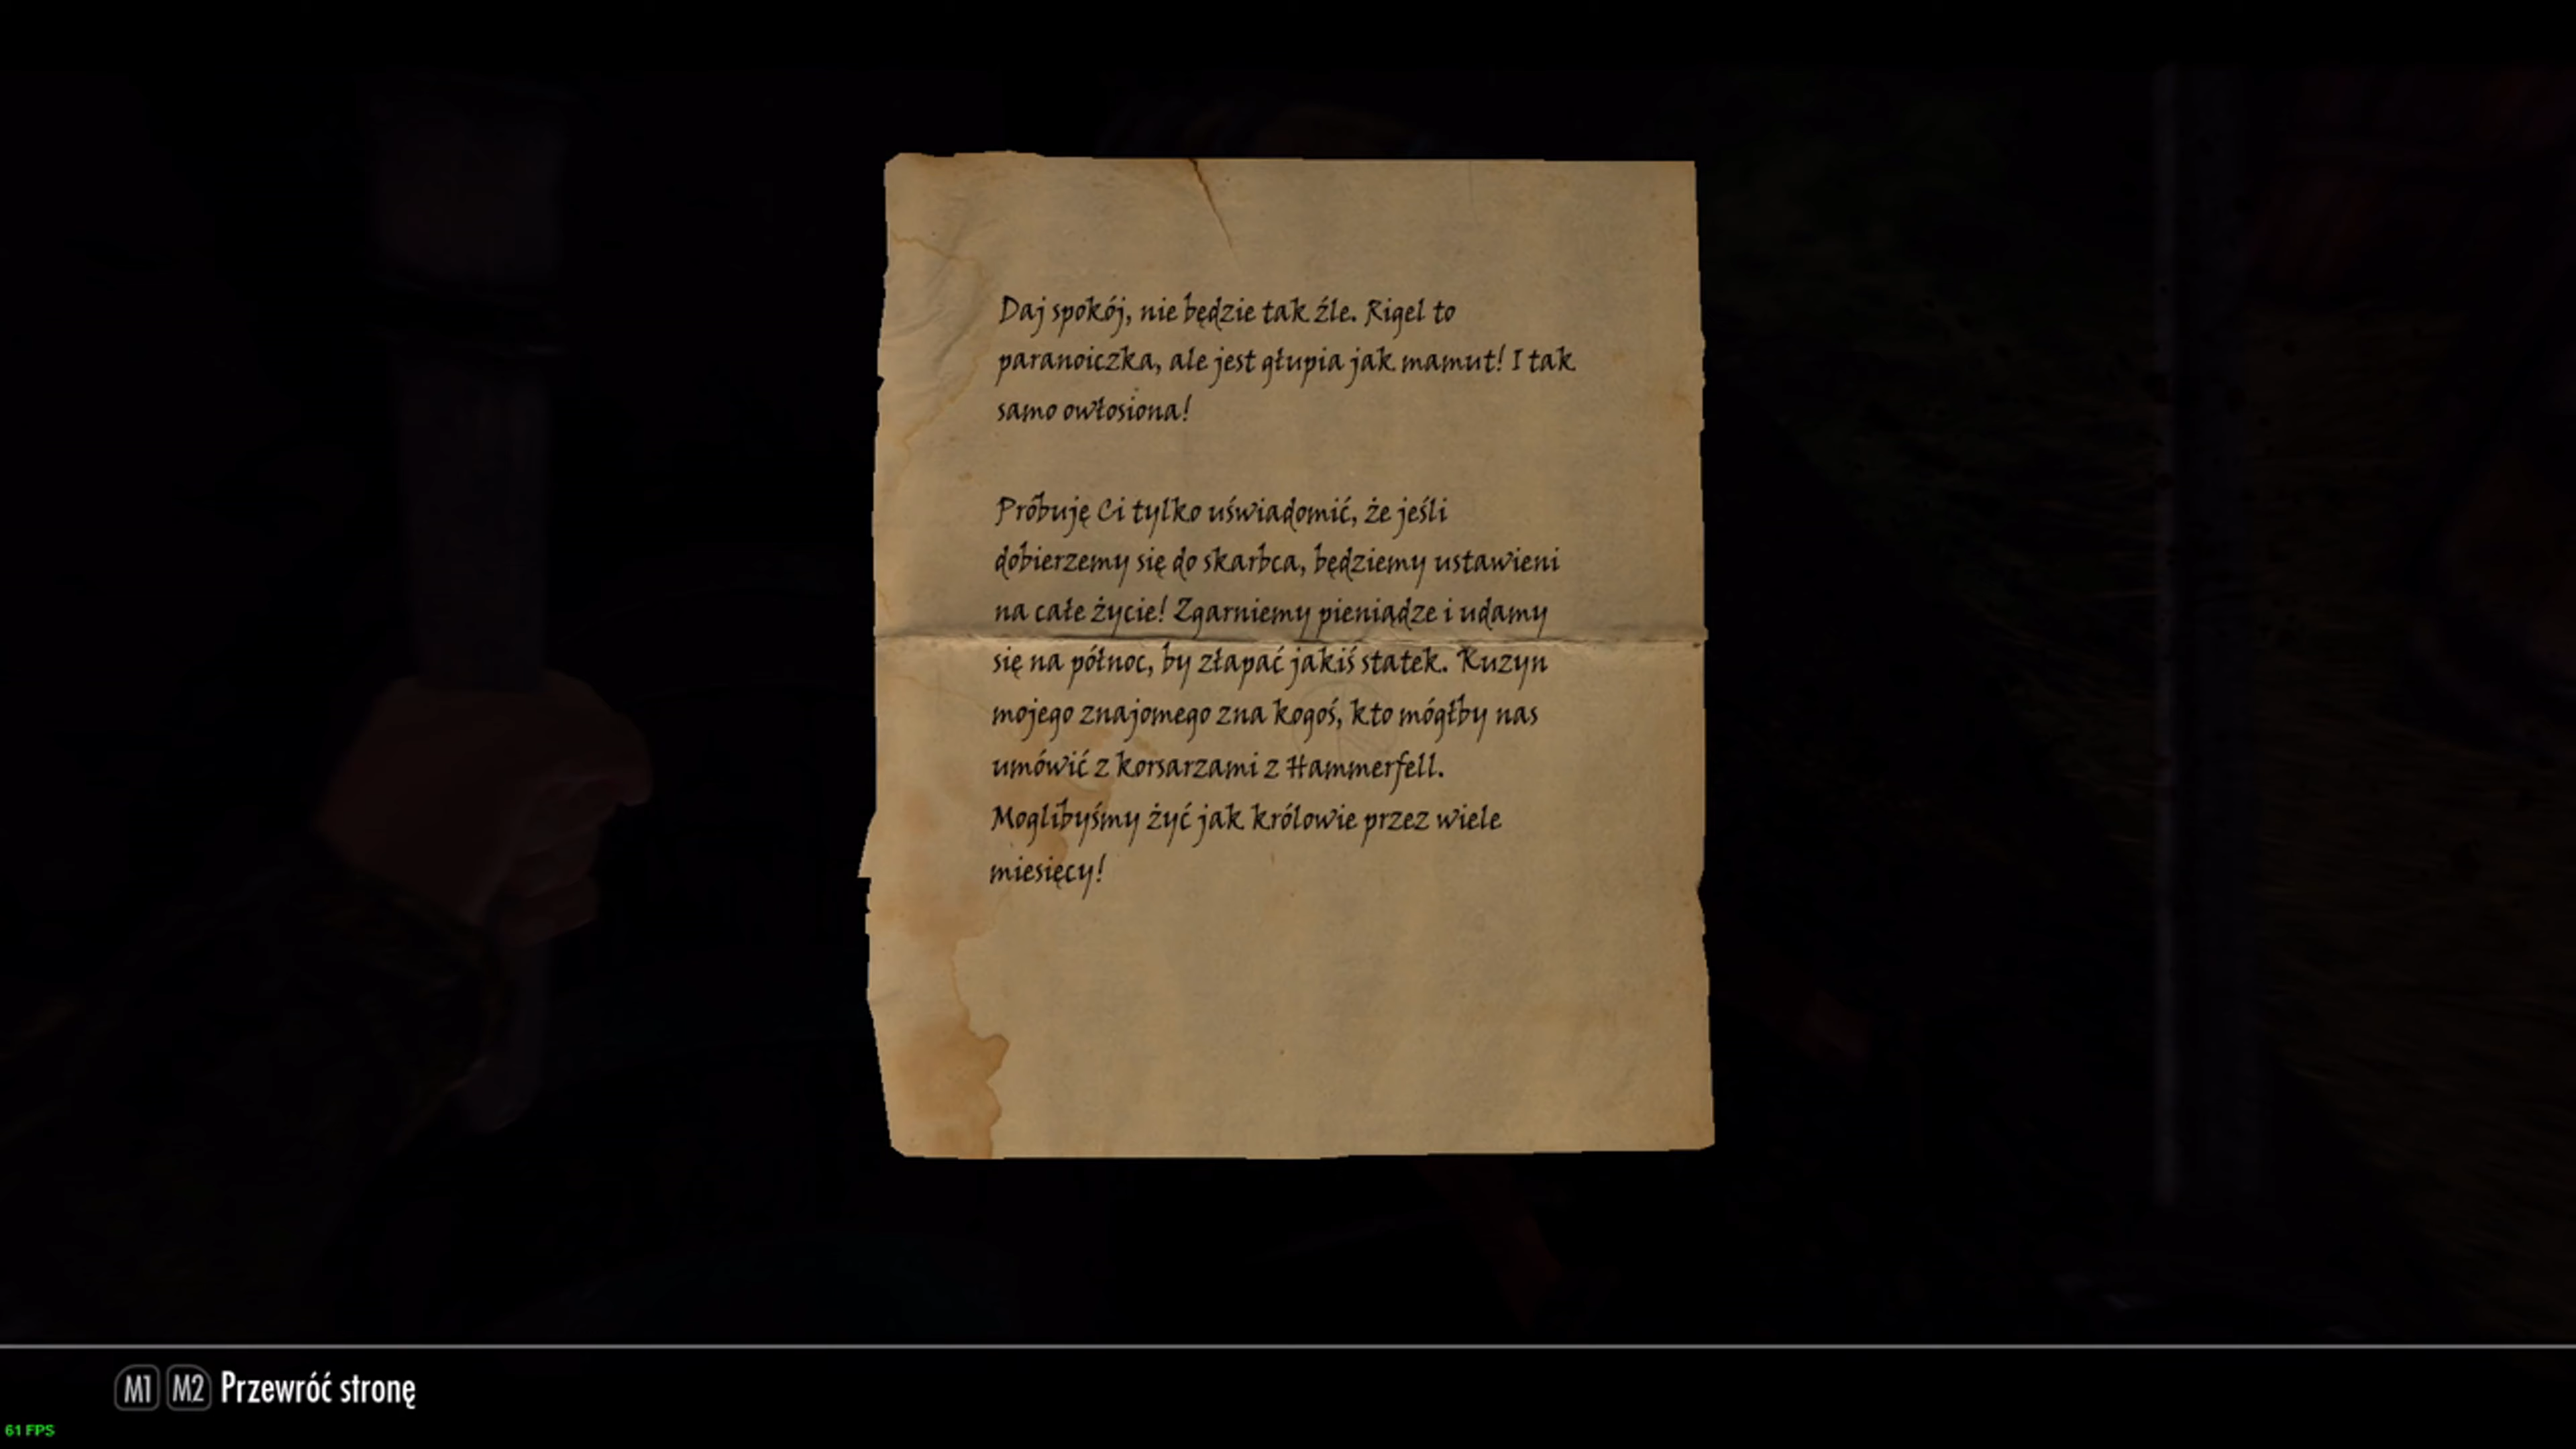 Daj spokój, nie będzie tak źle. Rigel to
paranoiczka, ale jest głupia jak mamut! I tak
samo owłosiona!
Próbuję Ci tylko uświadomić, że jeśli
dobierzemy się do skarbca, będziemy ustawieni
na całe życie! Zgarniemy pieniądze i udamy
się na północ, by złapać jakiś statek. Kuzyn
mojego znajomego zna kogoś, kto mógłby nas
umówić z korsarzami z Hammerfell.
Moglibyśmy żyć jak królowie przez wiele
miesięcy!
M1 M2 Przewróć stronę
61 FPS